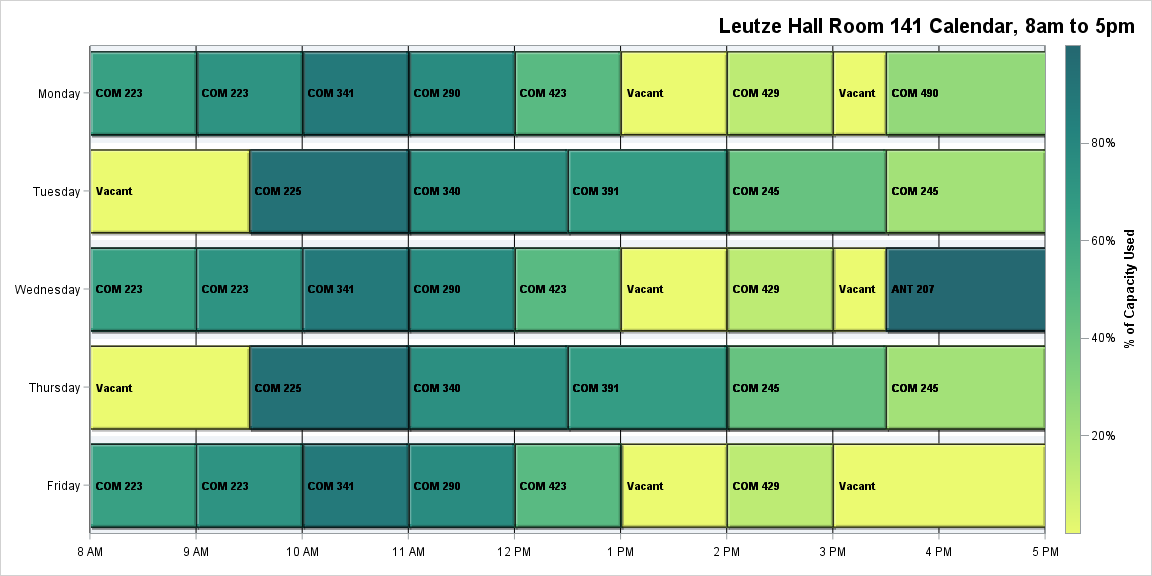 Leutze Hall Room 141 Calendar, 8am to 5pm
Monday
COM 223
COM 223
COM 341
COM 290
COM 423
Vacant
COM 429
Vacant
COM 490
Tuesday
Vacant
COM 225
COM 340
COM 391
COM 245
COM 245
Wednesday
COM 223
COM 223
COM 341
COM 290
COM 423
Vacant
COM 429
Vacant
ANT 207
Thursday
Vacant
COM 225
COM 340
COM 391
COM 245
COM 245
Friday
COM 223
COM 223
COM 341
COM 290
COM 423
Vacant
COM 429
Vacant
8 AM
9 AM
10 AM
11 AM
12 PM
1 PM
2 PM
3 PM
4 PM
5 PM
80%
60%
40%
20%
% of Capacity Used